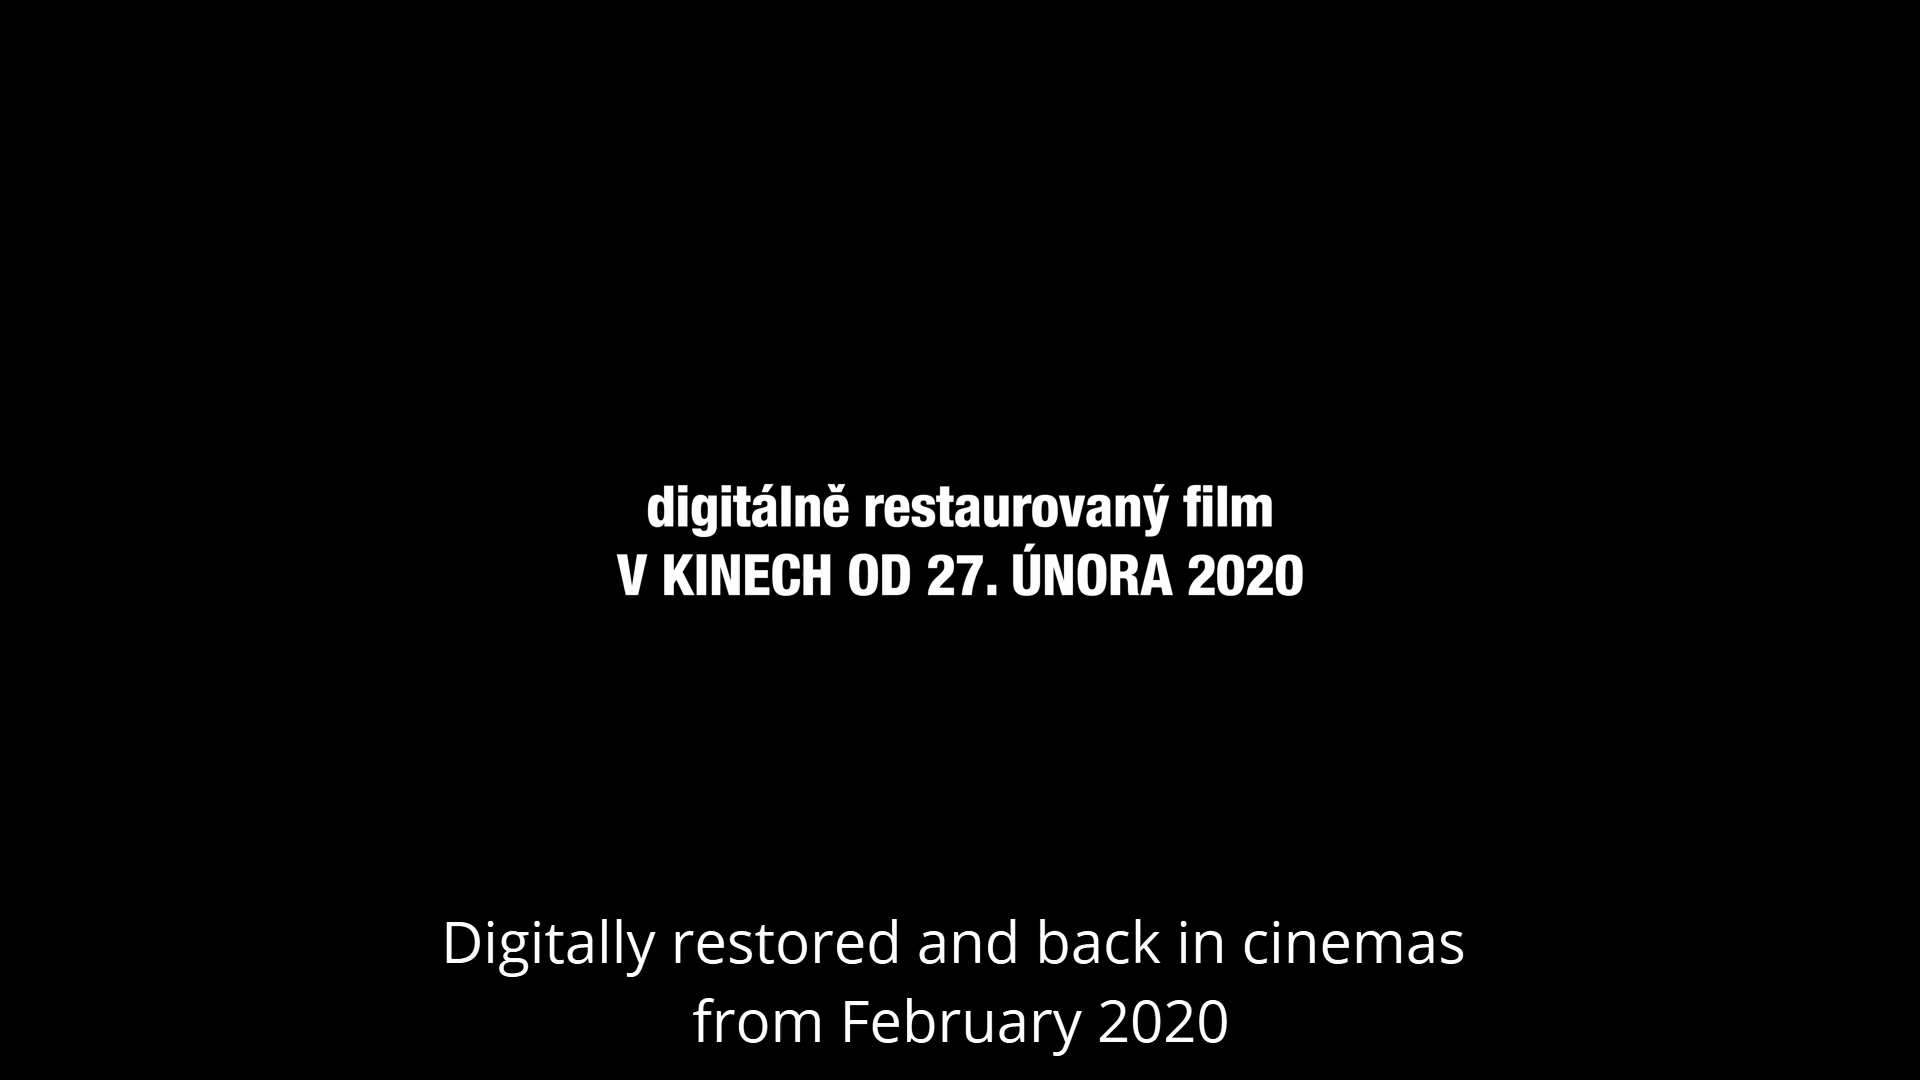 digitálně restaurovaný film
V KINECH OD 27. ÚNORA 2020
Digitally restored and back in cinemas
from February 2020